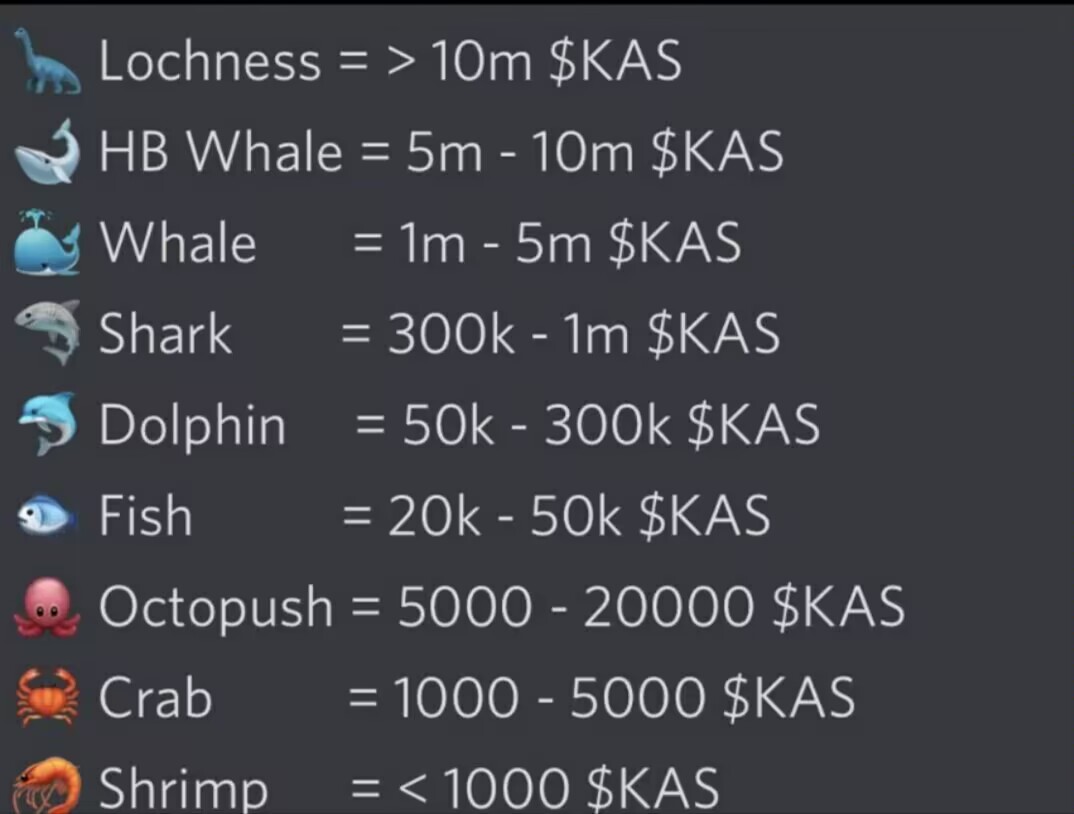 Lochness = > 10m $KAS
HB Whale = 5m - 10m $KAS
Whale = 1m - 5m $KAS
Shark = 300k - 1m $KAS
Dolphin = 50k - 300k $KAS
Fish = 20k - 50k $KAS
Octopush = 5000 - 20000 $KAS
Crab = 1000 - 5000 $KAS
Shrimp = < 1000 $KAS